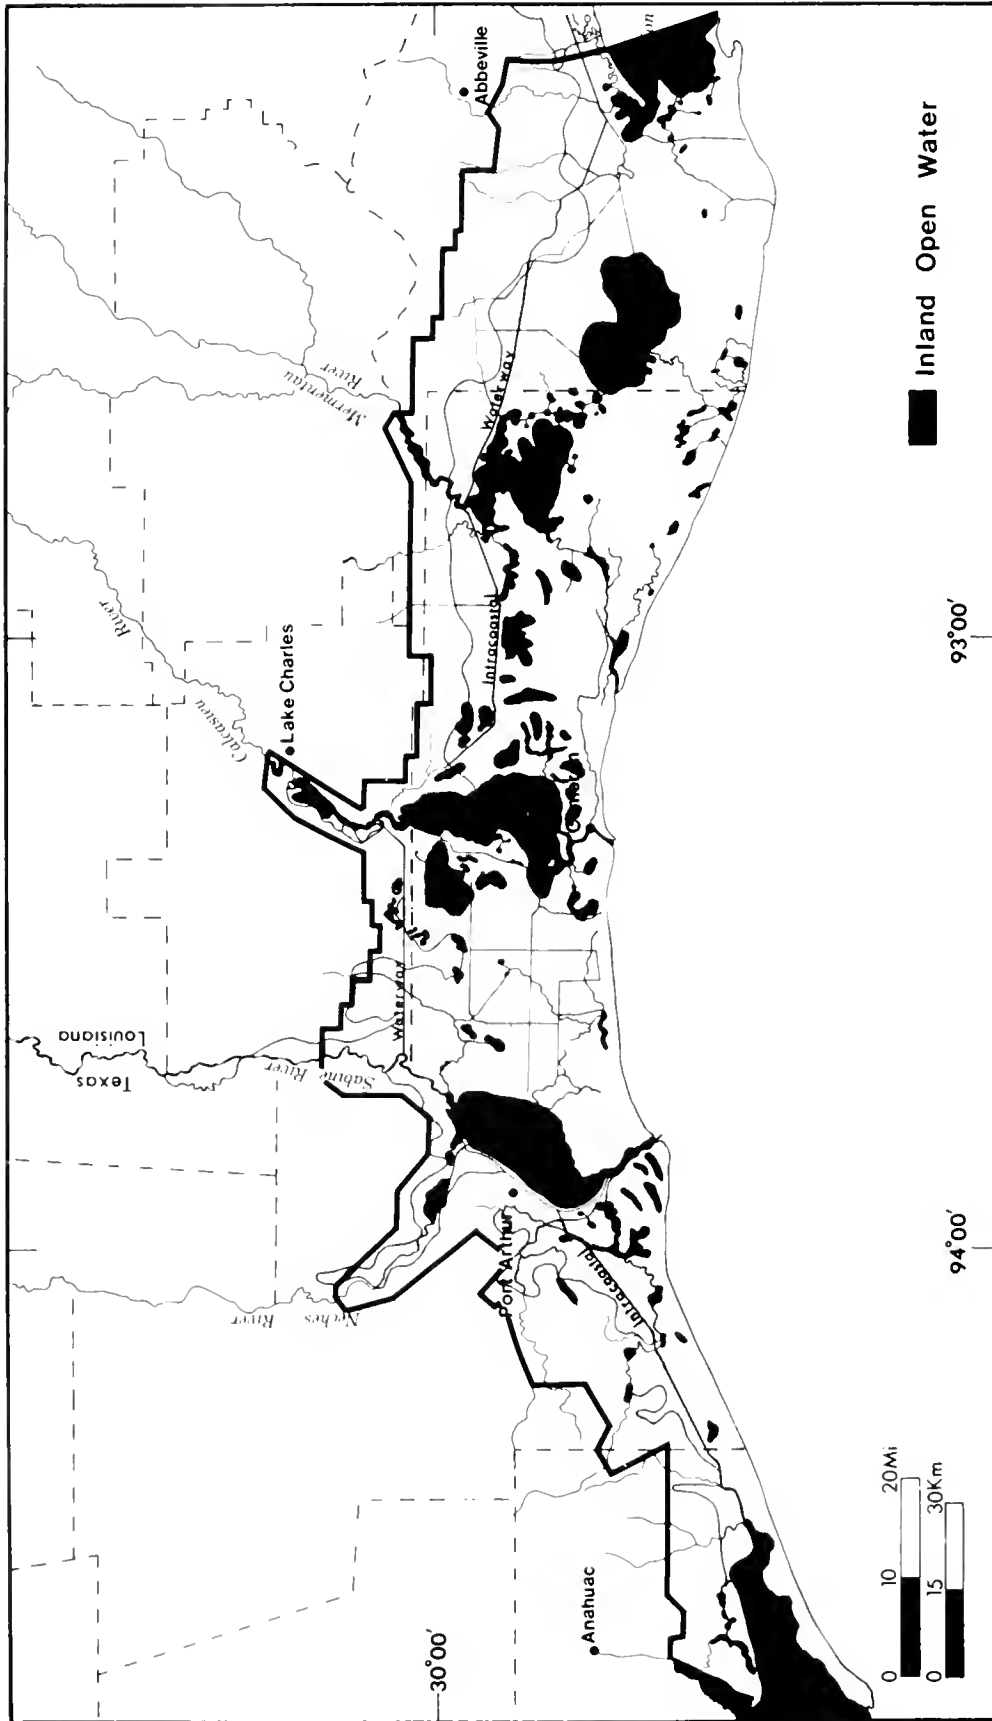 Abbeville
Mermentau
River
Calcasieu
River
Lake Charles
Waterway
Intracoastal
Texas
Louisiana
Sabine River
Waterway
Neches
River
Port Arthur
Intracoastal
Anahuac
Inland Open Water
30°00'
93°00'
94°00'
0 10 20Mi
0 15 30Km